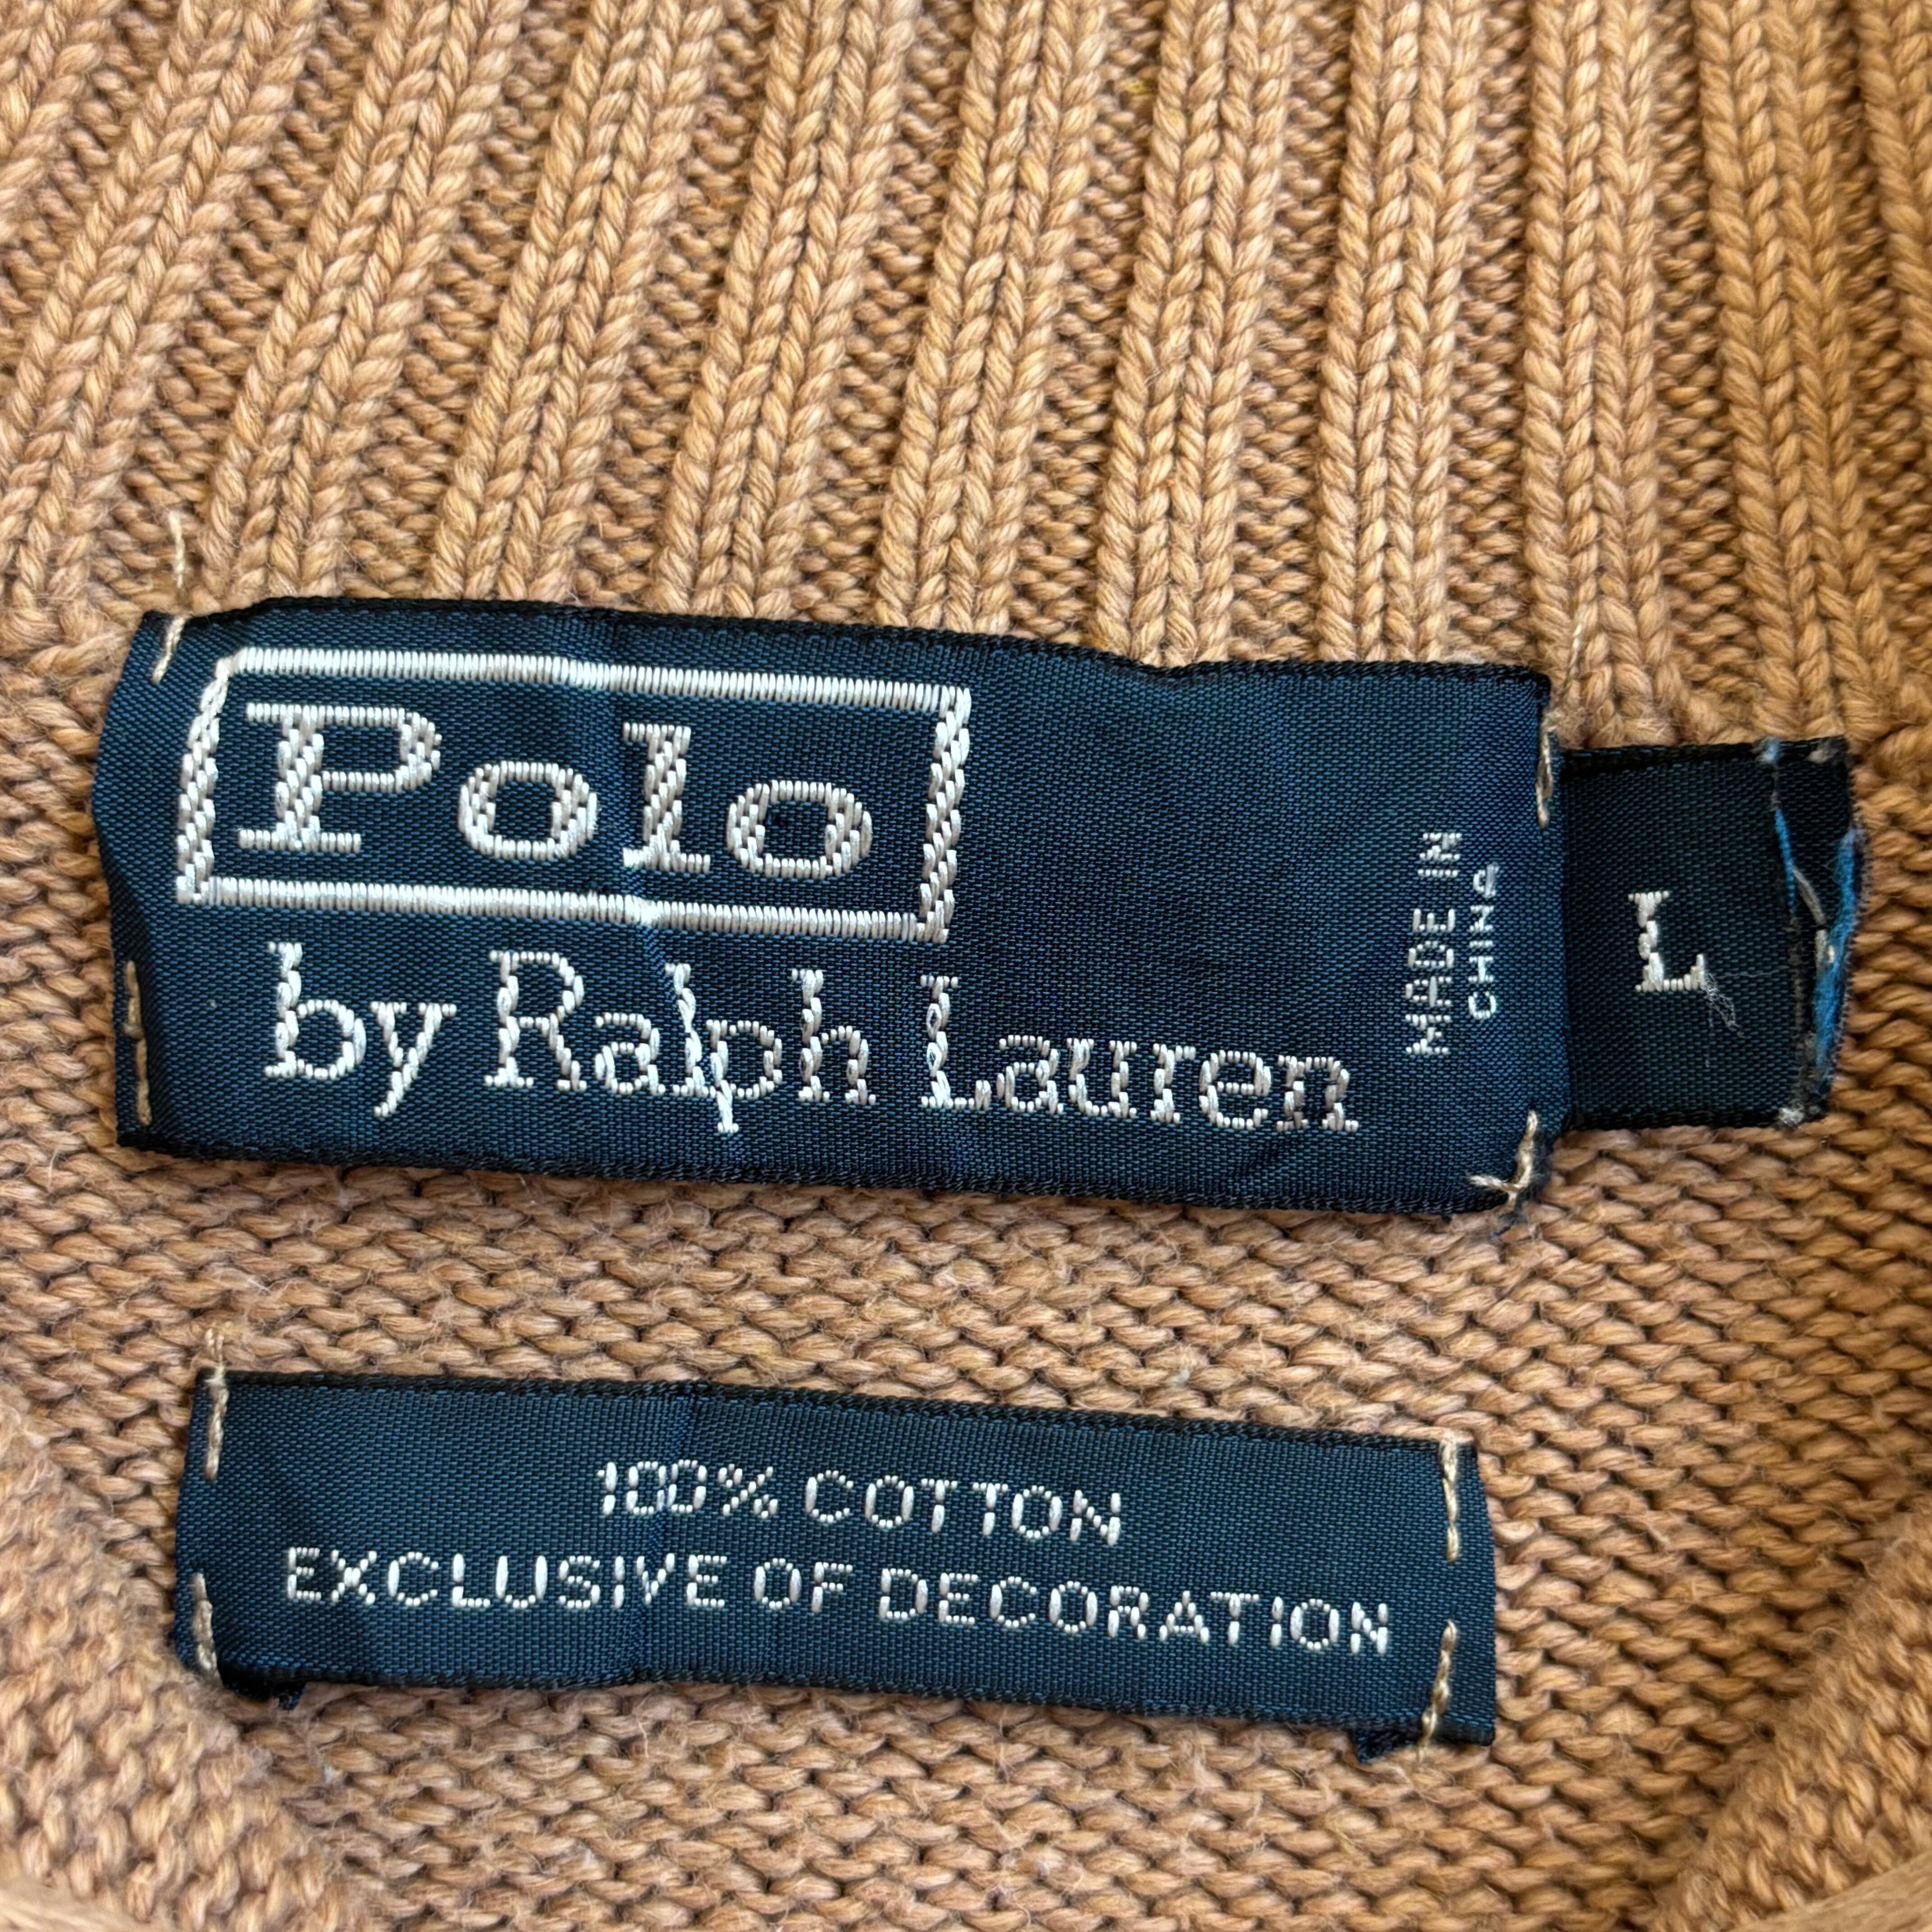 Polo
by Ralph Lauren
MADE IN
CHINA
L
100% COTTON
EXCLUSIVE OF DECORATION